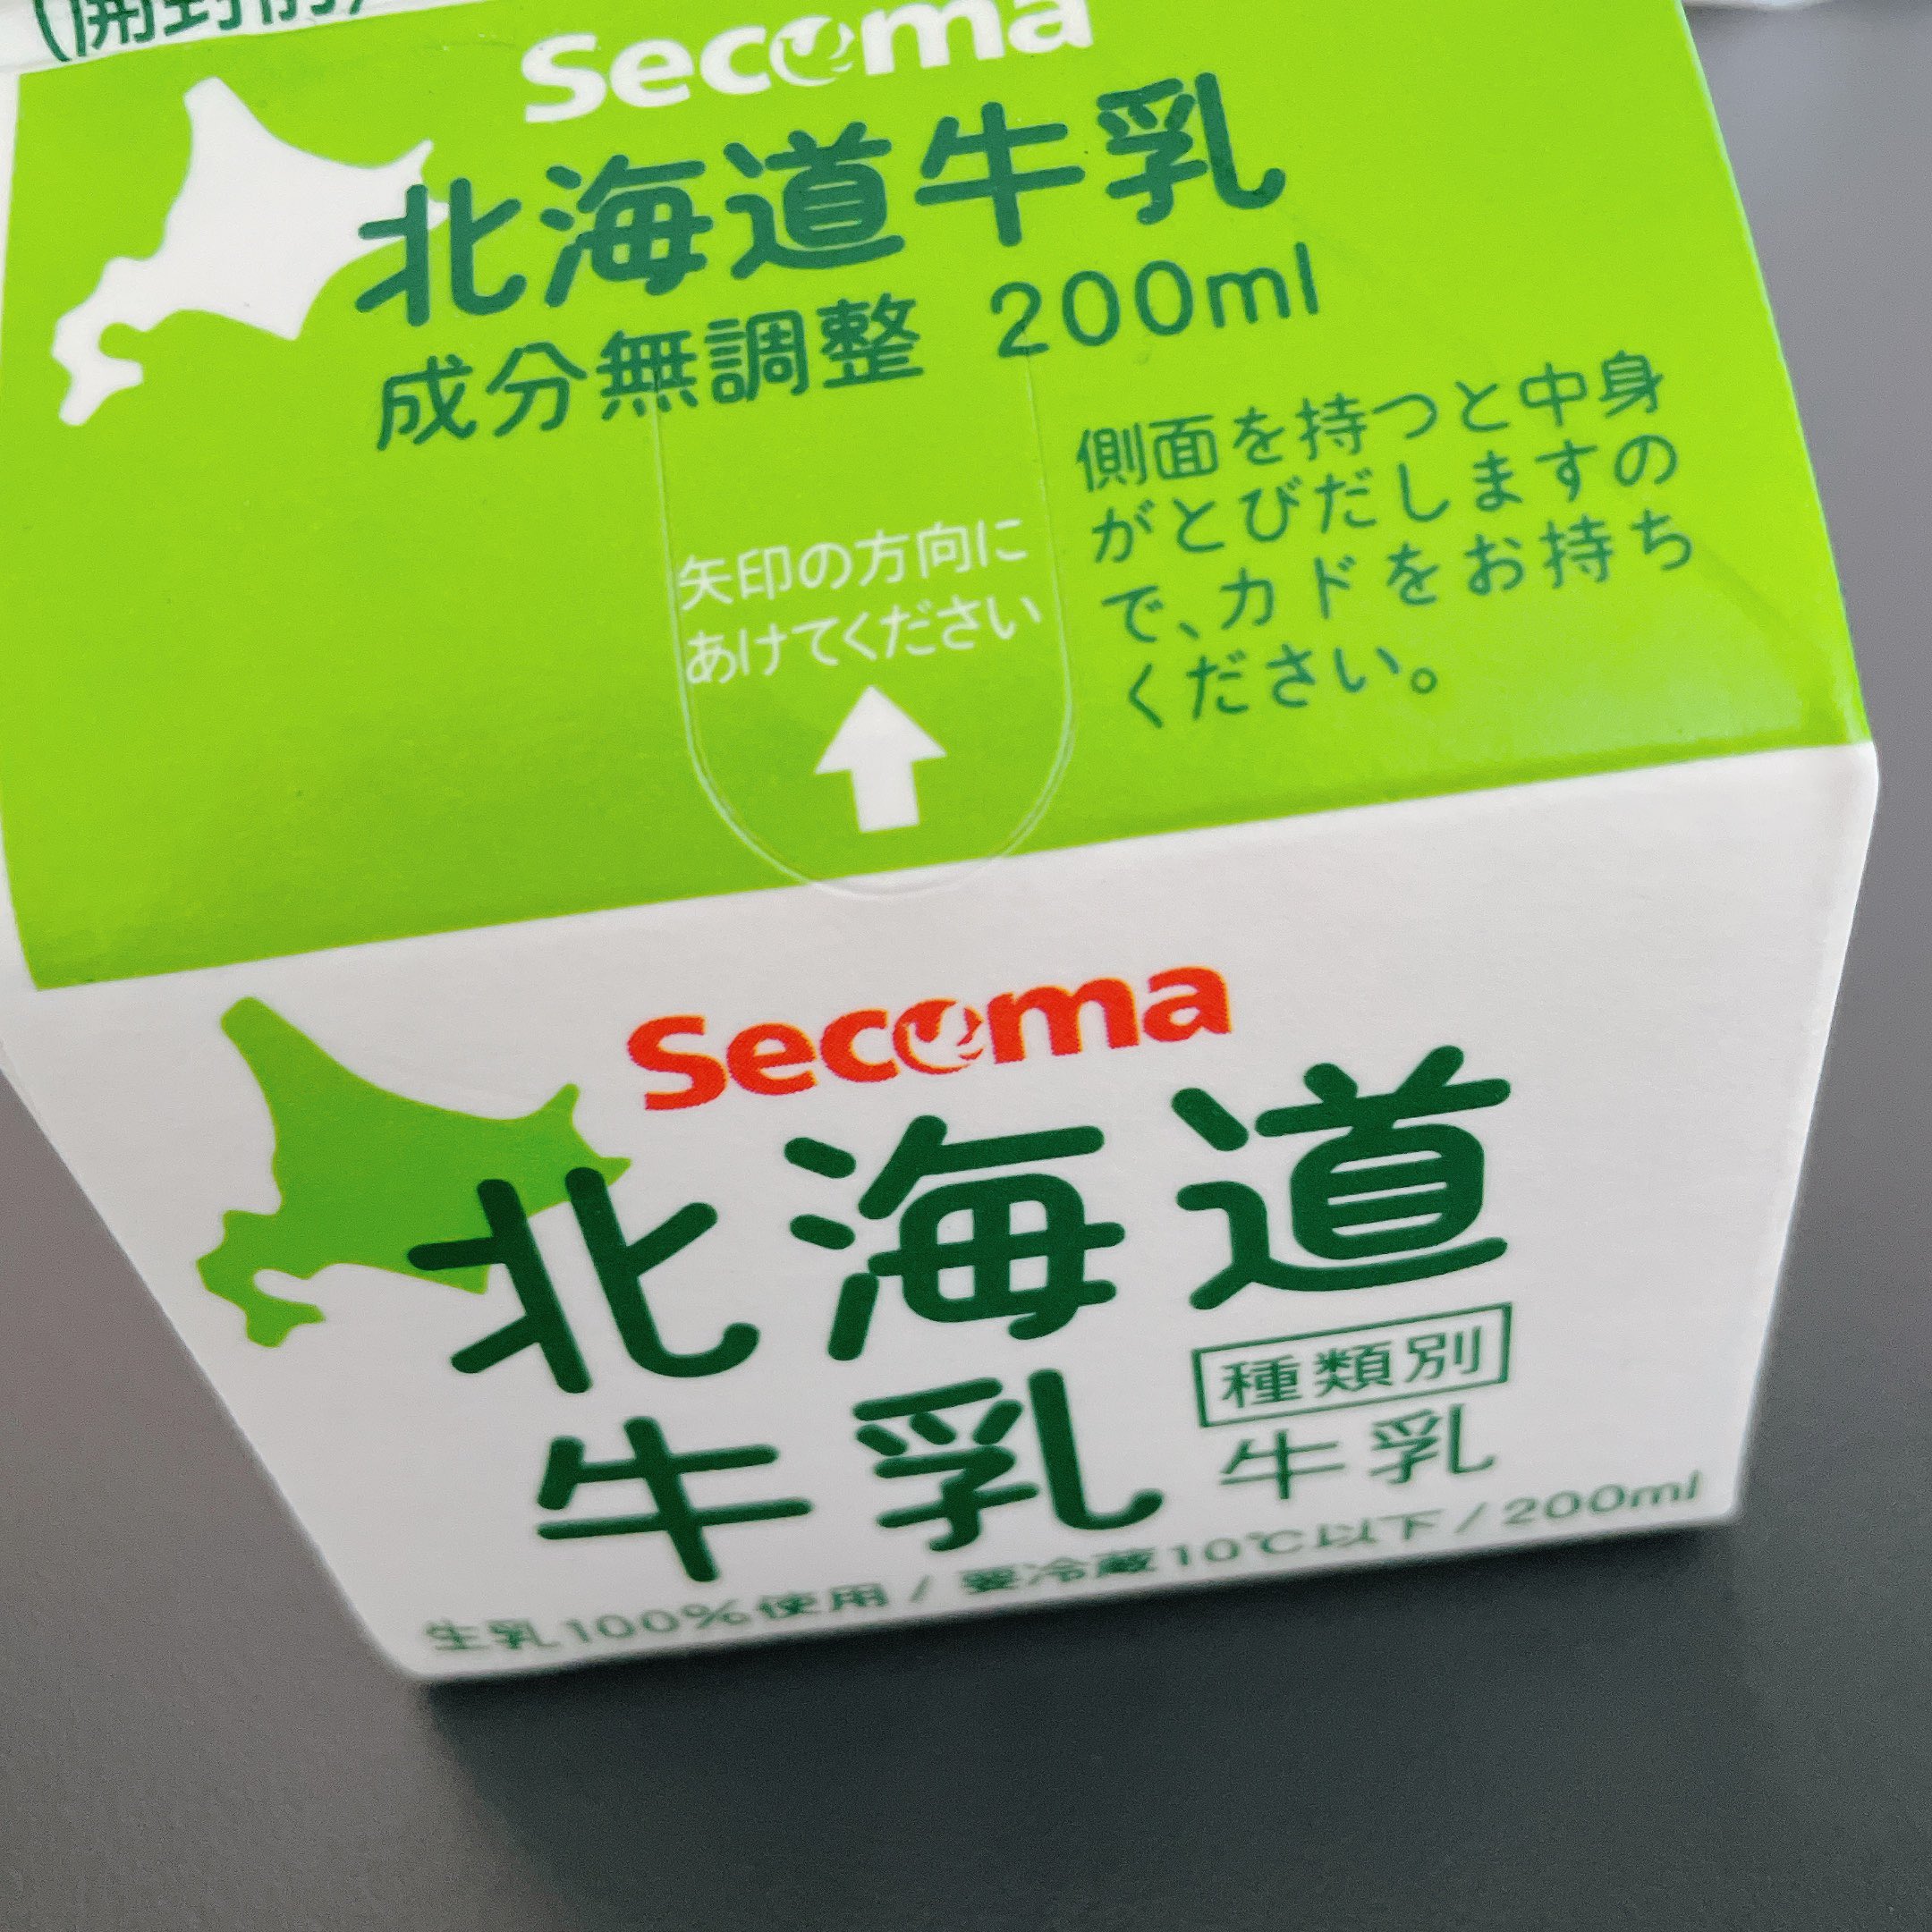 Secoma
北海道牛乳
成分無調整 200ml
側面を持つと中身
がとびだしますの
で、カドをお持ち
ください。
矢印の方向に
あけてください
Secoma
北海道
牛乳
種類別
牛乳
生乳100%使用/要冷蔵10℃以下/200ml